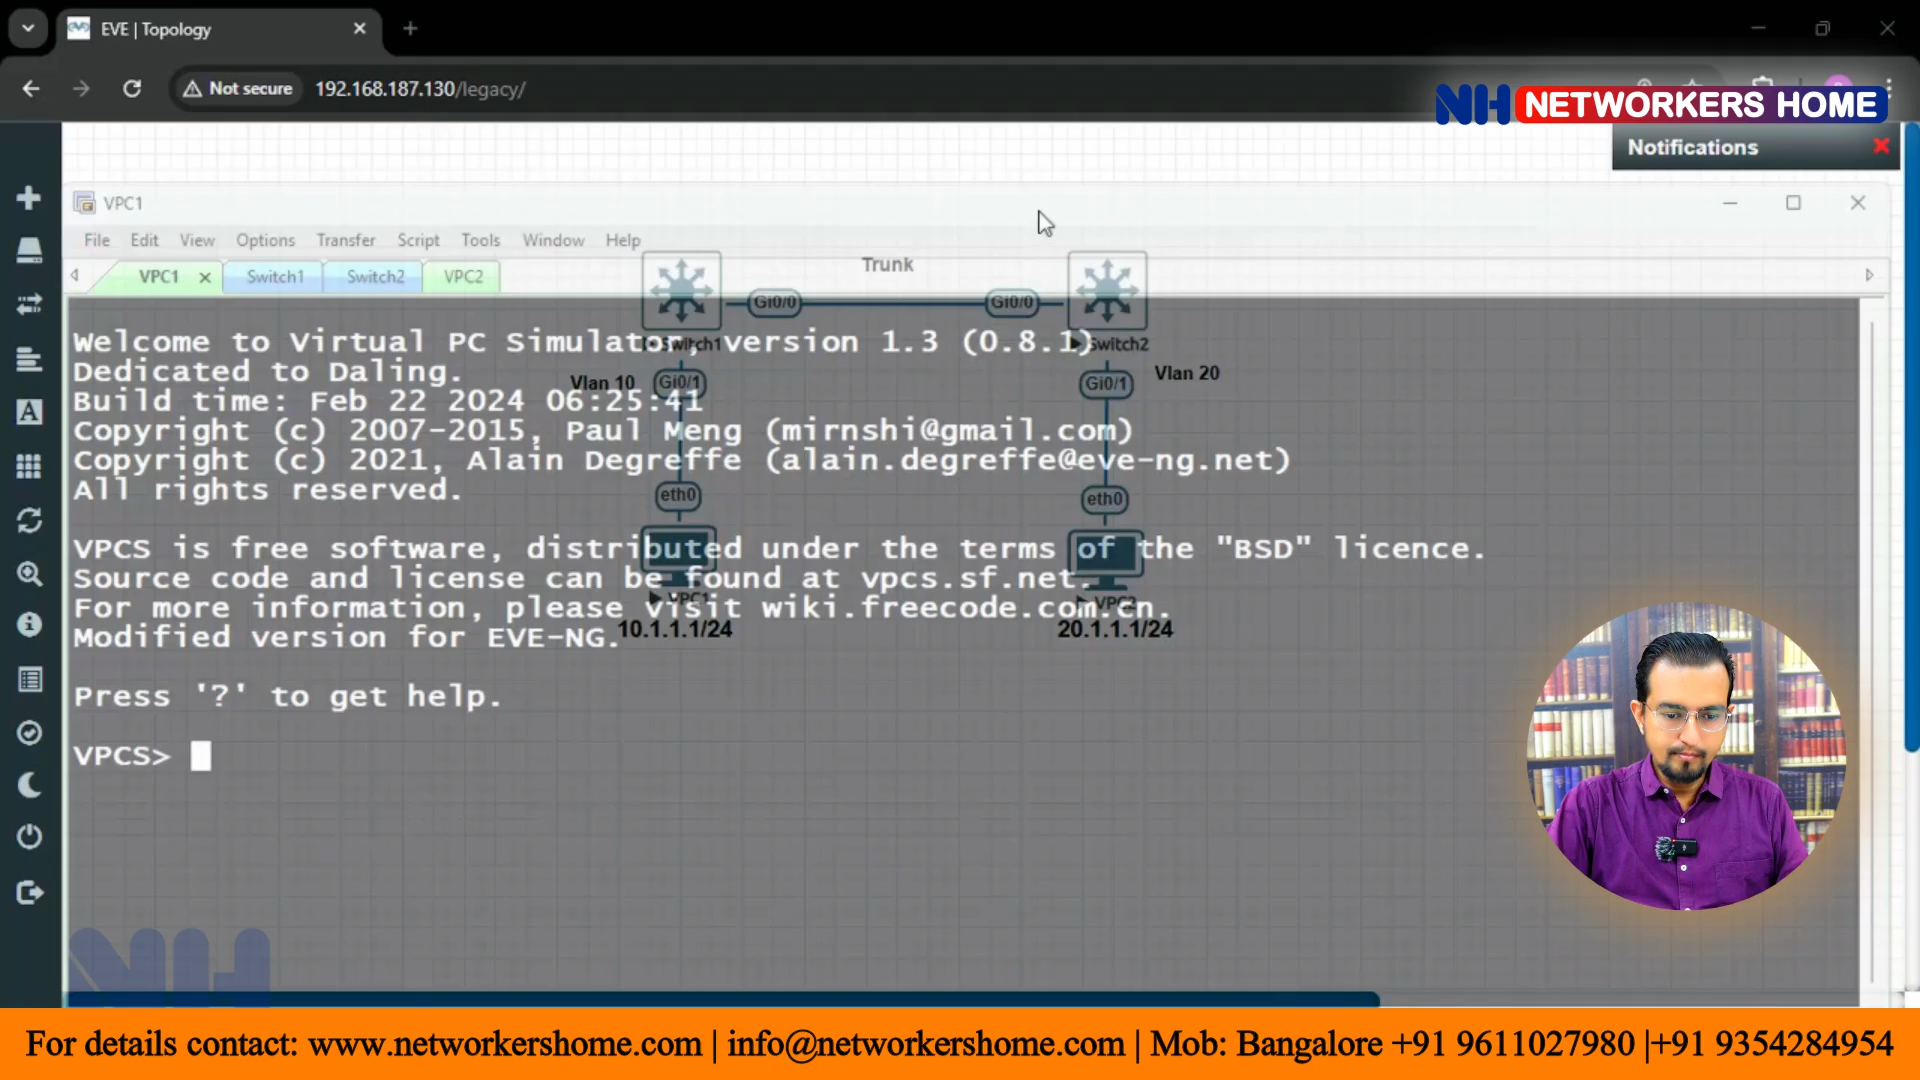 EVE | Topology
Not secure
192.168.187.130/legacy/
NH NETWORKERS HOME
Notifications
VPC1
File Edit View Options Transfer Script Tools Window Help
VPC1 Switch1 Switch2 VPC2
Trunk
Gi0/0 Gi0/0
Welcome to Virtual PC Simulator, version 1.3 (0.8.1)
Switch1 Switch2
Dedicated to Daling.
Vlan 10 Gi0/1 Gi0/1 Vlan 20
Build time: Feb 22 2024 06:25:41
Copyright (c) 2007-2015, Paul Meng (mirnshi@gmail.com)
Copyright (c) 2021, Alain Degreffe (alain.degreffe@eve-ng.net)
All rights reserved.
eth0 eth0
VPCS is free software, distributed under the terms of the "BSD" licence.
Source code and license can be found at vpcs.sf.net.
For more information, please visit wiki.freecode.com.cn.
VPC1 VPC2
Modified version for EVE-NG.
10.1.1.1/24 20.1.1.1/24
Press '?' to get help.
VPCS>
NH
For details contact: www.networkershome.com | info@networkershome.com | Mob: Bangalore +91 9611027980 |+91 9354284954